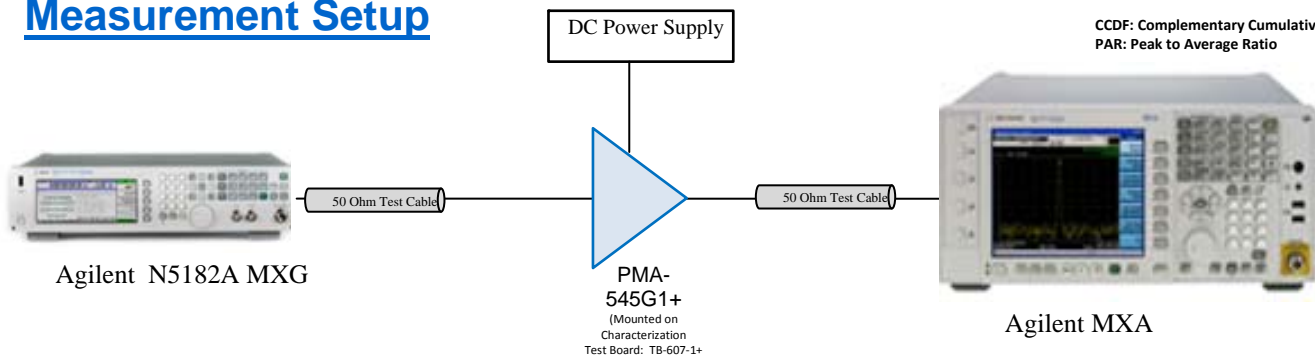 Measurement Setup
DC Power Supply
CCDF: Complementary Cumulativ
PAR: Peak to Average Ratio
50 Ohm Test Cable
50 Ohm Test Cable
Agilent N5182A MXG
PMA-
545G1+
(Mounted on
Characterization
Test Board: TB-607-1+
Agilent MXA